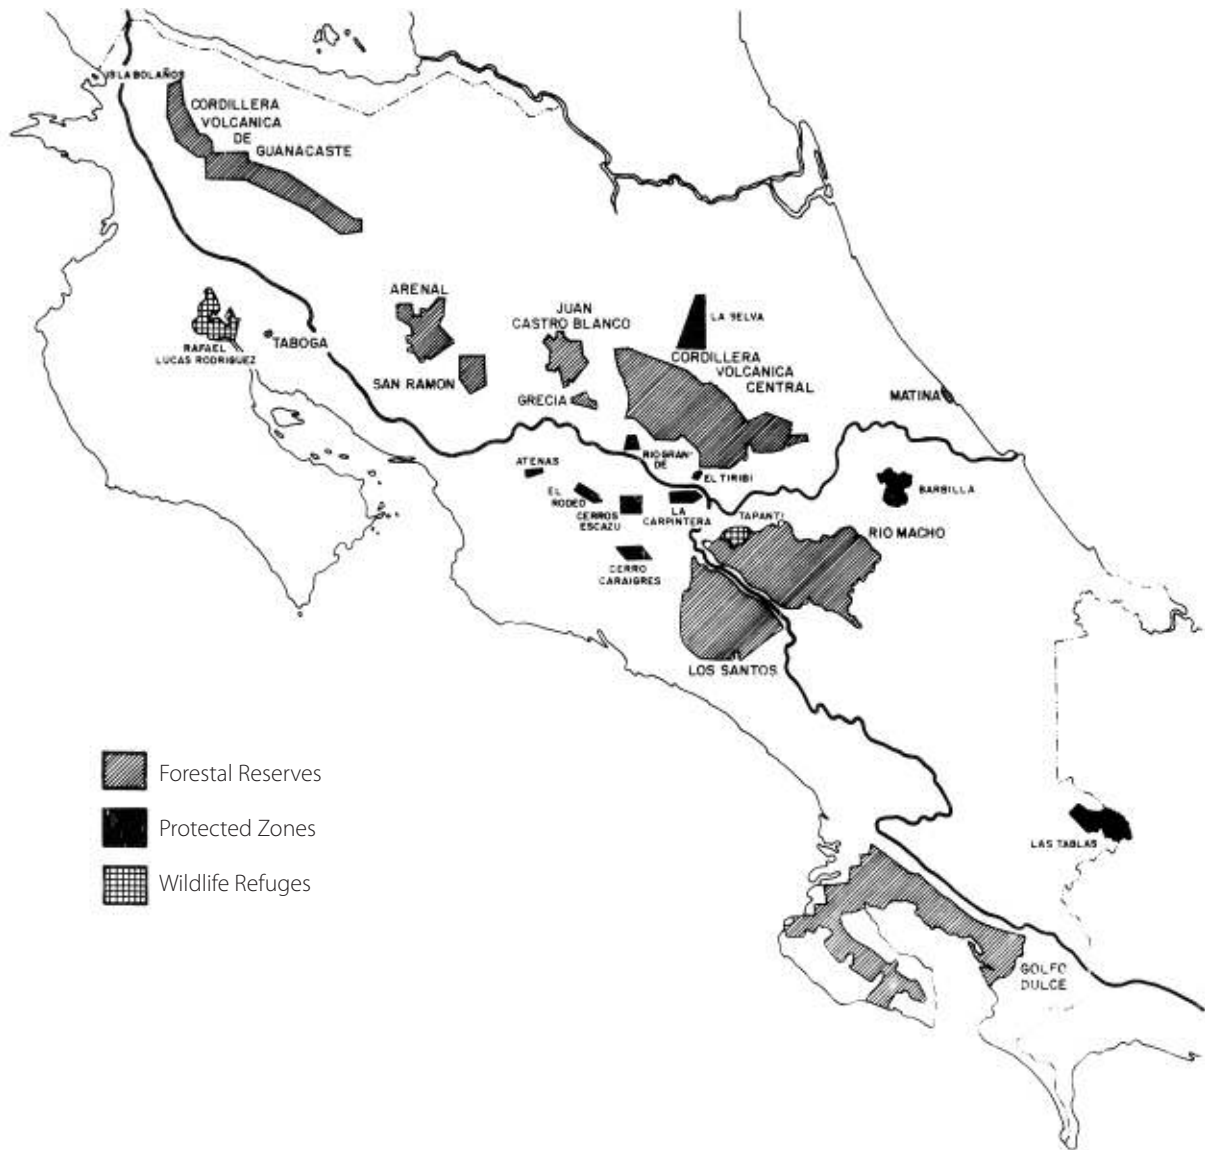 ISLA BOLAÑOS
CORDILLERA
VOLCANICA
DE
GUANACASTE
ARENAL
JUAN
CASTRO BLANCO
LA SELVA
RAFAEL
LUCAS RODRIGUEZ
TABOGA
SAN RAMON
CORDILLERA
VOLCANICA
CENTRAL
GRECIA
MATINA
ATENAS
RIO GRAN-
DE
EL TIRIBI
EL
RODEO
CERROS
ESCAZU
LA
CARPINTERA
TAPANTI
BARBILLA
RIO MACHO
CERRO
CARAIGRES
LOS SANTOS
Forestal Reserves
Protected Zones
Wildlife Refuges
LAS TABLAS
GOLFO
DULCE